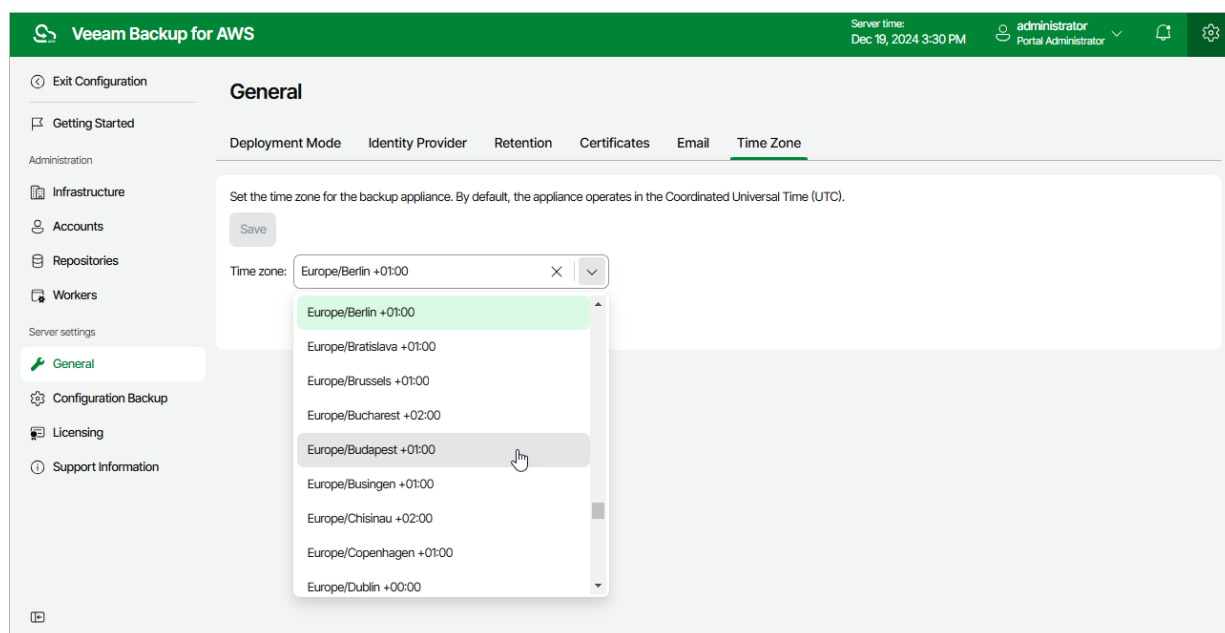 Veeam Backup for AWS
Server time:
Dec 19, 2024 3:30 PM
administrator
Portal Administrator
Exit Configuration
Getting Started
Administration
Infrastructure
Accounts
Repositories
Workers
Server settings
General
Configuration Backup
Licensing
Support Information
General
Deployment Mode Identity Provider Retention Certificates Email Time Zone
Set the time zone for the backup appliance. By default, the appliance operates in the Coordinated Universal Time (UTC).
Save
Time zone: Europe/Berlin +01:00
Europe/Berlin +01:00
Europe/Bratislava +01:00
Europe/Brussels +01:00
Europe/Bucharest +02:00
Europe/Budapest +01:00
Europe/Busingen +01:00
Europe/Chisinau +02:00
Europe/Copenhagen +01:00
Europe/Dublin +00:00